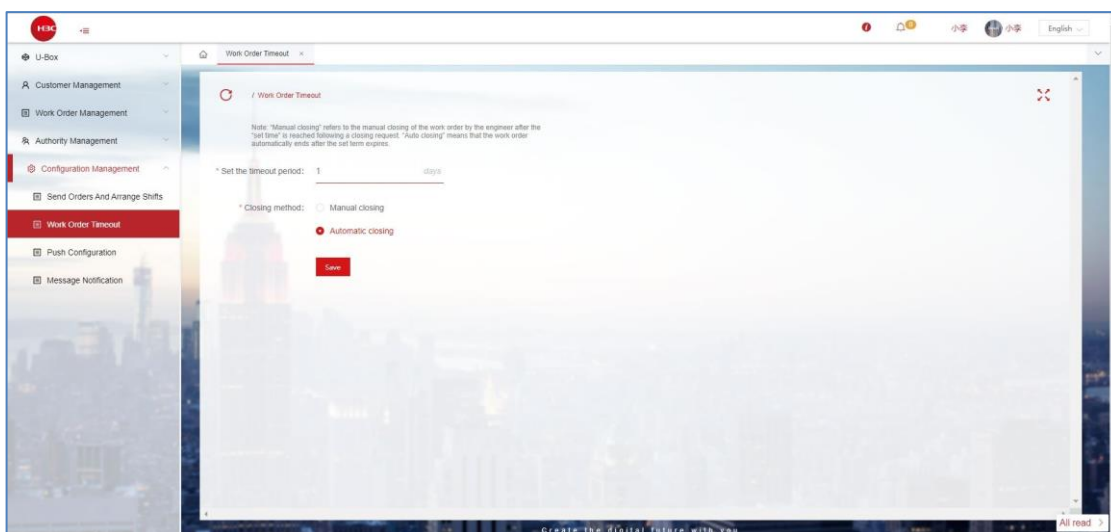 H3C
小李
小李
English
U-Box
Work Order Timeout ×
Customer Management
Work Order Management
Authority Management
Configuration Management
Send Orders And Arrange Shifts
Work Order Timeout
Push Configuration
Message Notification
/ Work Order Timeout
Note: "Manual closing" refers to the manual closing of the work order by the engineer after the
"set time" is reached following a closing request. "Auto closing" means that the work order
automatically ends after the set term expires.
* Set the timeout period: 1 days
* Closing method: Manual closing
Automatic closing
Save
Create the digital future with you
All read >